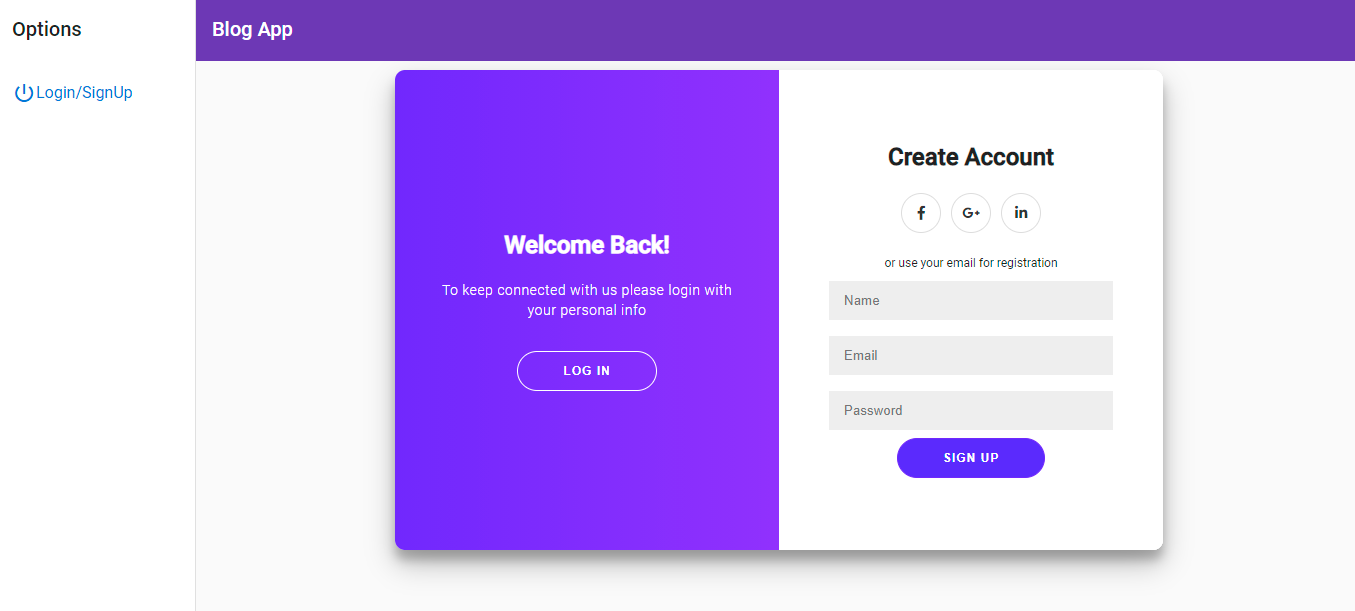 Options
Blog App
Login/SignUp
Welcome Back!
To keep connected with us please login with
your personal info
LOG IN
Create Account
f
G+
in
or use your email for registration
Name
Email
Password
SIGN UP